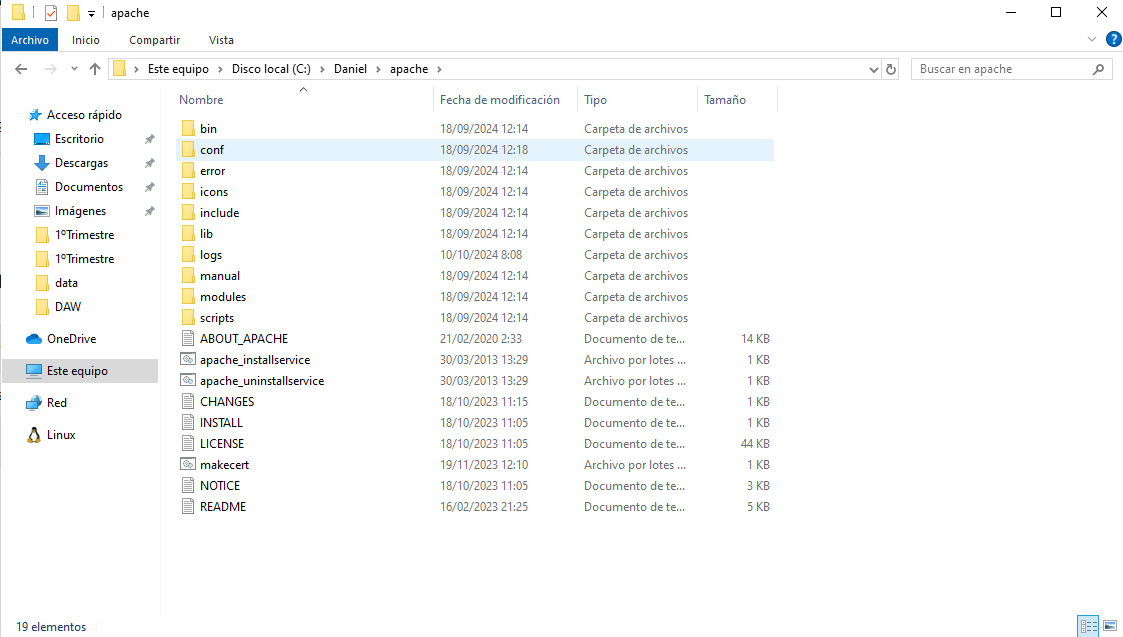 apache
Archivo Inicio Compartir Vista
Este equipo Disco local (C:) Daniel apache
Buscar en apache
Acceso rápido
Escritorio
Descargas
Documentos
Imágenes
1ºTrimestre
1ºTrimestre
data
DAW
OneDrive
Este equipo
Red
Linux
Nombre Fecha de modificación Tipo Tamaño
bin 18/09/2024 12:14 Carpeta de archivos
conf 18/09/2024 12:18 Carpeta de archivos
error 18/09/2024 12:14 Carpeta de archivos
icons 18/09/2024 12:14 Carpeta de archivos
include 18/09/2024 12:14 Carpeta de archivos
lib 18/09/2024 12:14 Carpeta de archivos
logs 10/10/2024 8:08 Carpeta de archivos
manual 18/09/2024 12:14 Carpeta de archivos
modules 18/09/2024 12:14 Carpeta de archivos
scripts 18/09/2024 12:14 Carpeta de archivos
ABOUT_APACHE 21/02/2020 2:33 Documento de te... 14 KB
apache_installservice 30/03/2013 13:29 Archivo por lotes ... 1 KB
apache_uninstallservice 30/03/2013 13:29 Archivo por lotes ... 1 KB
CHANGES 18/10/2023 11:15 Documento de te... 1 KB
INSTALL 18/10/2023 11:05 Documento de te... 1 KB
LICENSE 18/10/2023 11:05 Documento de te... 44 KB
makecert 19/11/2023 12:10 Archivo por lotes ... 1 KB
NOTICE 18/10/2023 11:05 Documento de te... 3 KB
README 16/02/2023 21:25 Documento de te... 5 KB
19 elementos